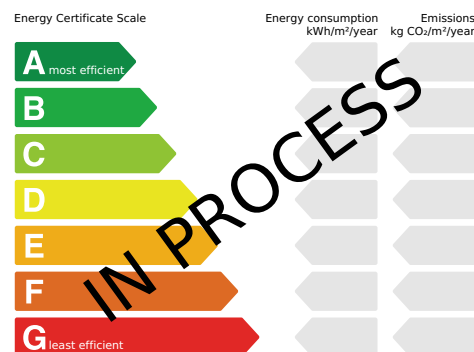 Energy Certificate Scale
Energy consumption
kWh/m²/year
Emissions
kg CO₂/m²/year
A most efficient
B
C
D
E
F
G least efficient
IN PROCESS